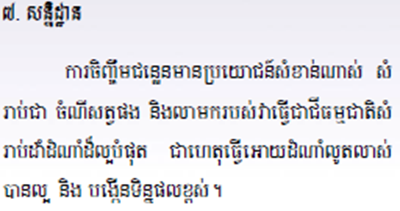 ៧. សន្និដ្ឋាន
ការចិញ្ចឹមជន្លេនមានប្រយោជន៍សំខាន់ណាស់ សំ
រាប់ជា ចំណីសត្វផង និងលាមករបស់វាធ្វើជាជីធម្មជាតិសំ
រាប់ដាំដំណាំដ៏ល្អបំផុត ជាហេតុធ្វើអោយដំណាំលូតលាស់
បានល្អ និង បង្កើនទិន្នផលខ្ពស់។